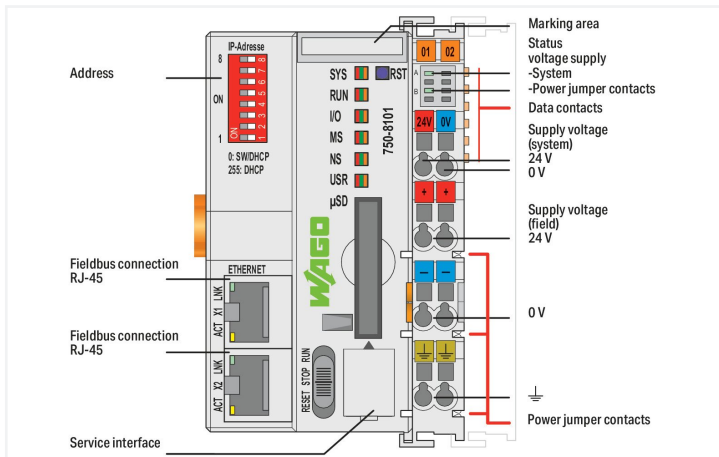 Marking area
IP-Adresse
8
8
7
6
5
4
3
2
1
ON
ON
1
0: SW/DHCP
255: DHCP
Address
SYS
RST
RUN
I/O
MS
NS
USR
µSD
750-8101
WAGO
01 02
A
B
24V 0V
+ +
— —
Status
voltage supply
-System
-Power jumper contacts
Data contacts
Supply voltage
(system)
24 V
0 V
Supply voltage
(field)
24 V
Fieldbus connection
RJ-45
ETHERNET
ACT X1 LNK
Fieldbus connection
RJ-45
ACT X2 LNK
RESET STOP RUN
0 V
Power jumper contacts
Service interface